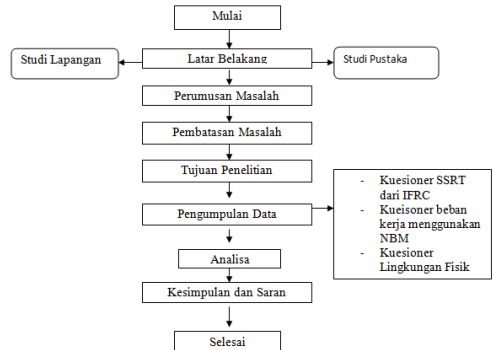 Mulai
Studi Lapangan
Latar Belakang
Studi Pustaka
Perumusan Masalah
Pembatasan Masalah
Tujuan Penelitian
Pengumpulan Data
- Kuesioner SSRT
dari IFRC
- Kueisoner beban
kerja menggunakan
NBM
- Kuesioner
Lingkungan Fisik
Analisa
Kesimpulan dan Saran
Selesai